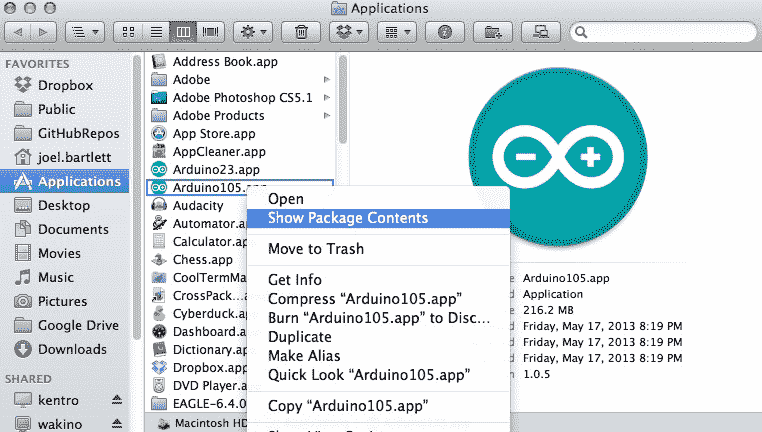 Applications
FAVORITES
Dropbox
Public
GitHubRepos
joel.bartlett
Applications
Desktop
Documents
Movies
Music
Pictures
Google Drive
Downloads
SHARED
kentro
wakino
Address Book.app
Adobe
Adobe Photoshop CS5.1
Adobe Products
App Store.app
AppCleaner.app
Arduino23.app
Arduino105.app
Audacity
Automator.app
Calculator.app
Chess.app
CoolTermMa
CrossPack...
Cyberduck.app
Dashboard.app
Dictionary.app
Dropbox.app
DVD Player.app
EAGLE-6.4.0
Macintosh HD
Open
Show Package Contents
Move to Trash
Get Info
Compress “Arduino105.app”
Burn “Arduino105.app” to Disc...
Duplicate
Make Alias
Quick Look “Arduino105.app”
Copy “Arduino105.app”
Arduino105.app
Application
216.2 MB
Friday, May 17, 2013 8:19 PM
Friday, May 17, 2013 8:19 PM
Friday, May 17, 2013 8:19 PM
1.0.5